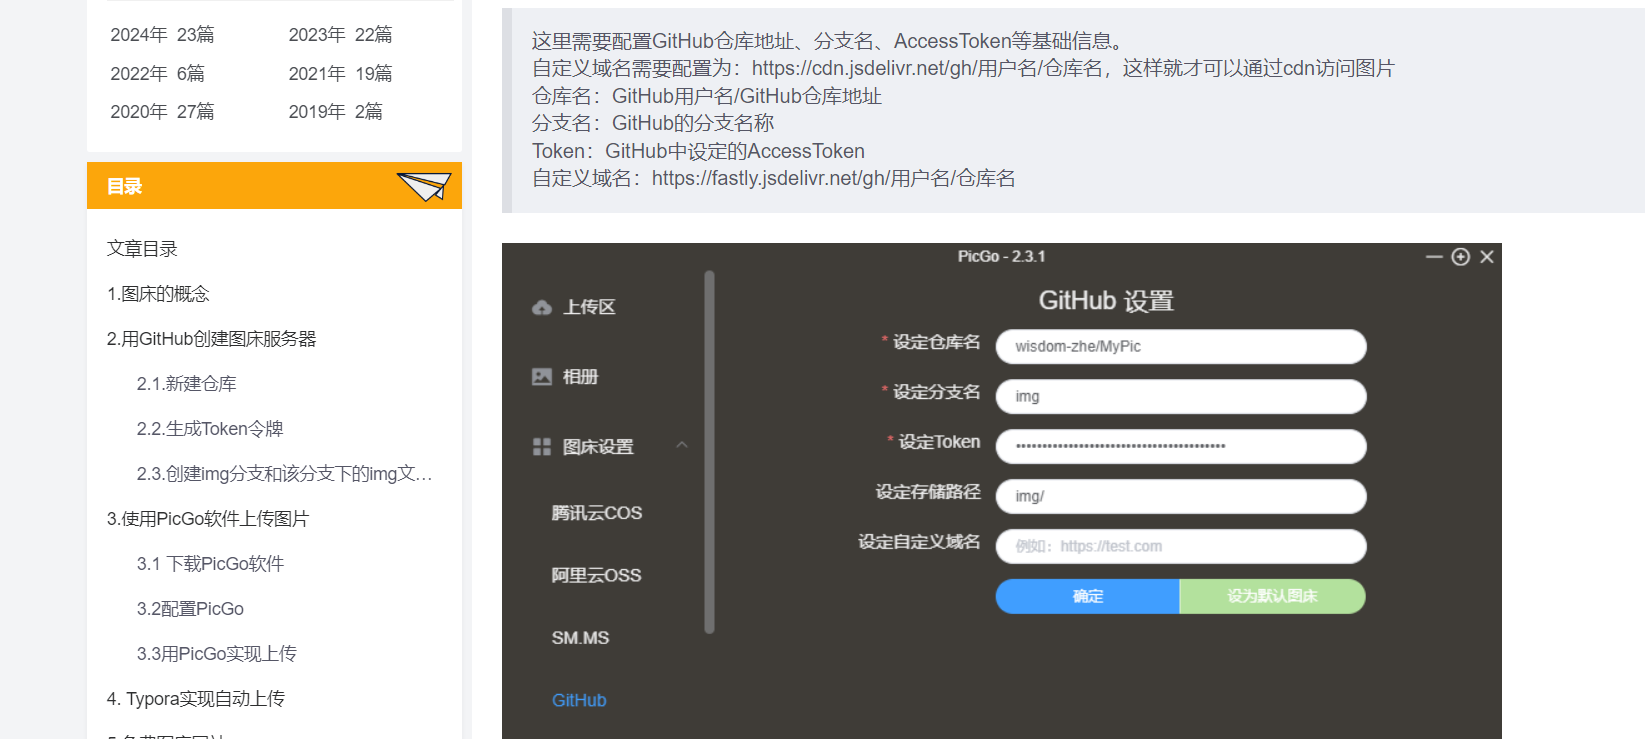 2024年 23篇
2023年 22篇
2022年 6篇
2021年 19篇
2020年 27篇
2019年 2篇
目录
文章目录
1.图床的概念
2.用GitHub创建图床服务器
2.1.新建仓库
2.2.生成Token令牌
2.3.创建img分支和该分支下的img文…
3.使用PicGo软件上传图片
3.1 下载PicGo软件
3.2配置PicGo
3.3用PicGo实现上传
4. Typora实现自动上传
这里需要配置GitHub仓库地址、分支名、AccessToken等基础信息。
自定义域名需要配置为：https://cdn.jsdelivr.net/gh/用户名/仓库名，这样就才可以通过cdn访问图片
仓库名：GitHub用户名/GitHub仓库地址
分支名：GitHub的分支名称
Token：GitHub中设定的AccessToken
自定义域名：https://fastly.jsdelivr.net/gh/用户名/仓库名
PicGo - 2.3.1
上传区
相册
图床设置
腾讯云COS
阿里云OSS
SM.MS
GitHub
GitHub 设置
* 设定仓库名 wisdom-zhe/MyPic
* 设定分支名 img
* 设定Token ••••••••••••••••••••••••••••••••••••••••
设定存储路径 img/
设定自定义域名 例如：https://test.com
确定 设为默认图床